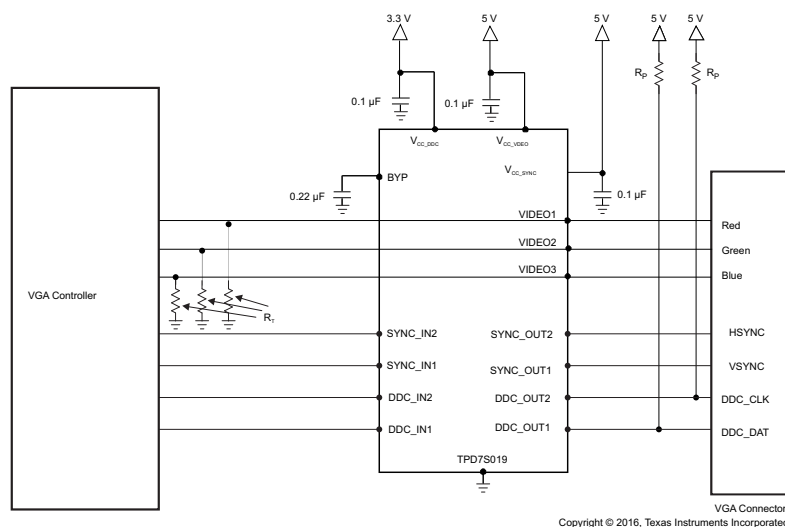 3.3 V
5 V
5 V
5 V
5 V
R_P
R_P
0.1 µF
0.1 µF
V_CC_DDC
V_CC_VDEO
V_CC_SYNC
BYP
0.22 µF
0.1 µF
VIDEO1
Red
VIDEO2
Green
VIDEO3
Blue
VGA Controller
R_T
SYNC_IN2
SYNC_OUT2
HSYNC
SYNC_IN1
SYNC_OUT1
VSYNC
DDC_IN2
DDC_OUT2
DDC_CLK
DDC_IN1
DDC_OUT1
DDC_DAT
TPD7S019
VGA Connector
Copyright © 2016, Texas Instruments Incorporated